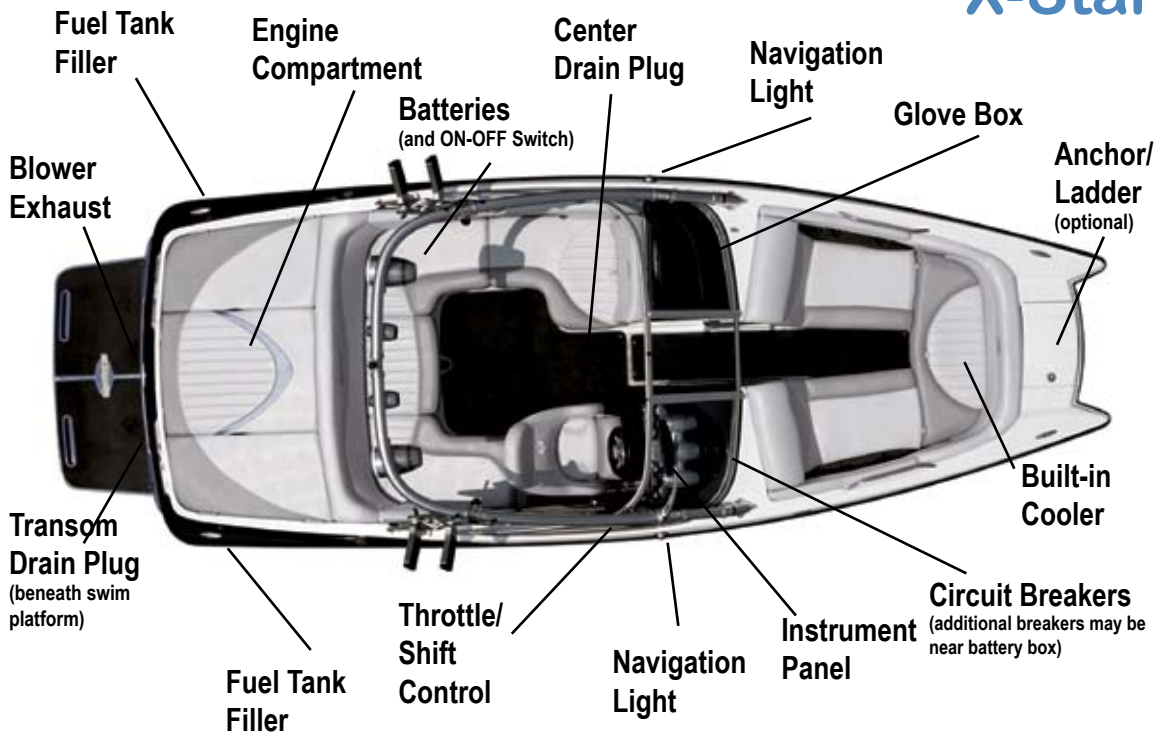 X-Star
Fuel Tank
Filler
Engine
Compartment
Batteries
(and ON-OFF Switch)
Center
Drain Plug
Navigation
Light
Glove Box
Anchor/
Ladder
(optional)
Blower
Exhaust
Transom
Drain Plug
(beneath swim
platform)
Fuel Tank
Filler
Throttle/
Shift
Control
Navigation
Light
Instrument
Panel
Circuit Breakers
(additional breakers may be
near battery box)
Built-in
Cooler